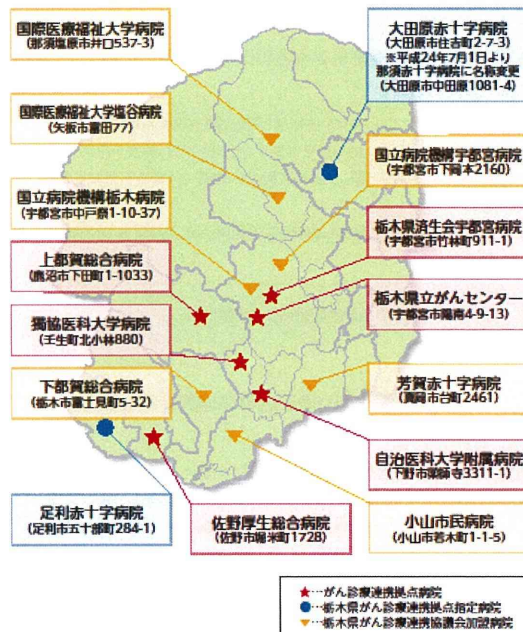 国際医療福祉大学病院
(那須塩原市井口537-3)
大田原赤十字病院
(大田原市住吉町2-7-3)
※平成24年7月1日より
那須赤十字病院に名称変更
(大田原市中田原1081-4)
国際医療福祉大学塩谷病院
(矢板市富田77)
国立病院機構宇都宮病院
(宇都宮市下岡本2160)
国立病院機構栃木病院
(宇都宮市中戸祭1-10-37)
栃木県済生会宇都宮病院
(宇都宮市竹林町911-1)
上都賀総合病院
(鹿沼市下田町1-1033)
栃木県立がんセンター
(宇都宮市陽南4-9-13)
獨協医科大学病院
(壬生町北小林880)
下都賀総合病院
(栃木市富士見町5-32)
芳賀赤十字病院
(真岡市台町2461)
自治医科大学附属病院
(下野市薬師寺3311-1)
足利赤十字病院
(足利市五十部町284-1)
佐野厚生総合病院
(佐野市堀米町1728)
小山市民病院
(小山市若木町1-1-5)
★…がん診療連携拠点病院
●…栃木県がん診療連携拠点指定病院
▼…栃木県がん診療連携協議会加盟病院